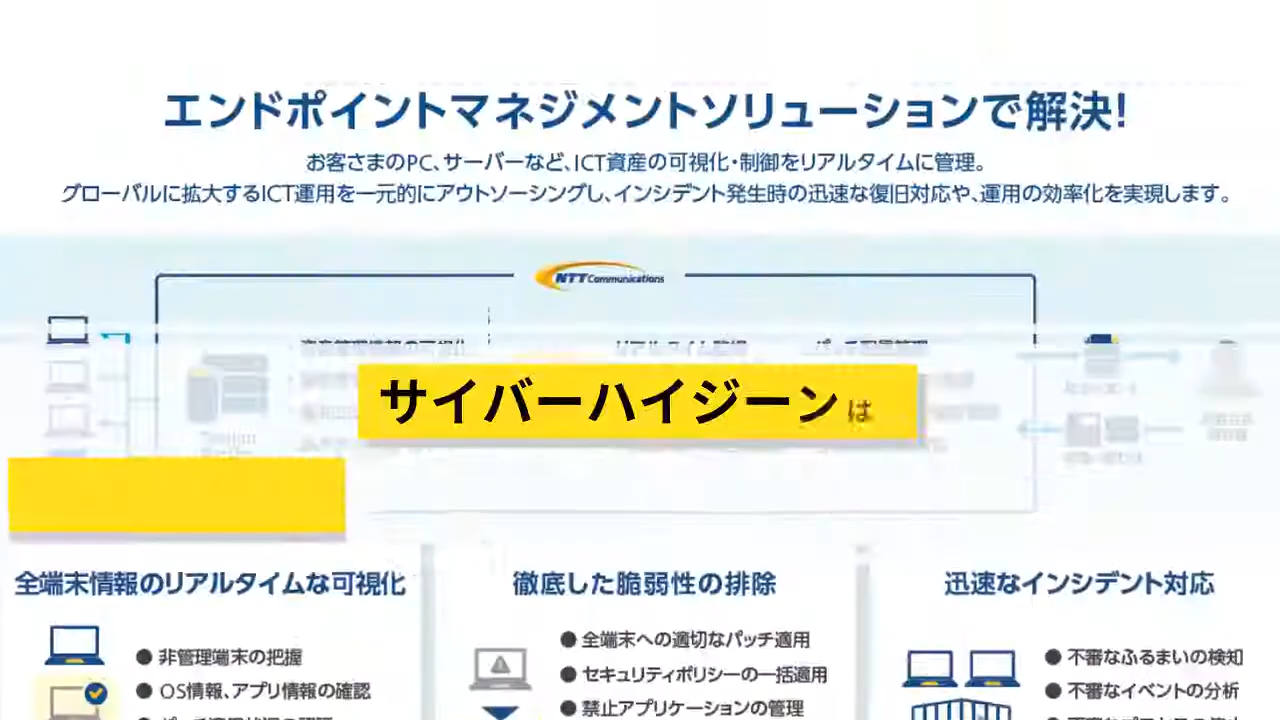 エンドポイントマネジメントソリューションで解決!
お客さまのPC、サーバーなど、ICT資産の可視化・制御をリアルタイムに管理。
グローバルに拡大するICT運用を一元的にアウトソーシングし、インシデント発生時の迅速な復旧対応や、運用の効率化を実現します。
NTT Communications
サイバーハイジーンは
全端末情報のリアルタイムな可視化
● 非管理端末の把握
● OS情報、アプリ情報の確認
徹底した脆弱性の排除
● 全端末への適切なパッチ適用
● セキュリティポリシーの一括適用
● 禁止アプリケーションの管理
迅速なインシデント対応
● 不審なふるまいの検知
● 不審なイベントの分析